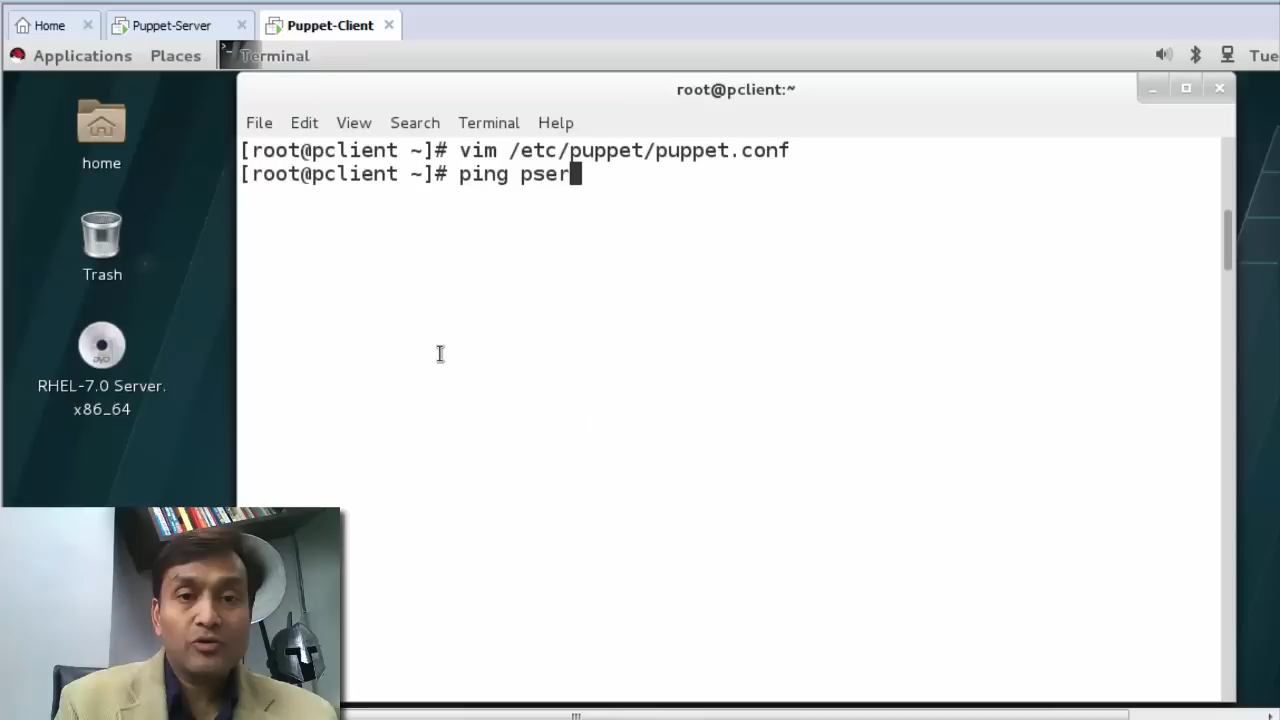 Home
Puppet-Server
Puppet-Client
Applications Places Terminal
Tue
root@pclient:~
File Edit View Search Terminal Help
[root@pclient ~]# vim /etc/puppet/puppet.conf
[root@pclient ~]# ping pser
home
Trash
RHEL-7.0 Server.
x86_64